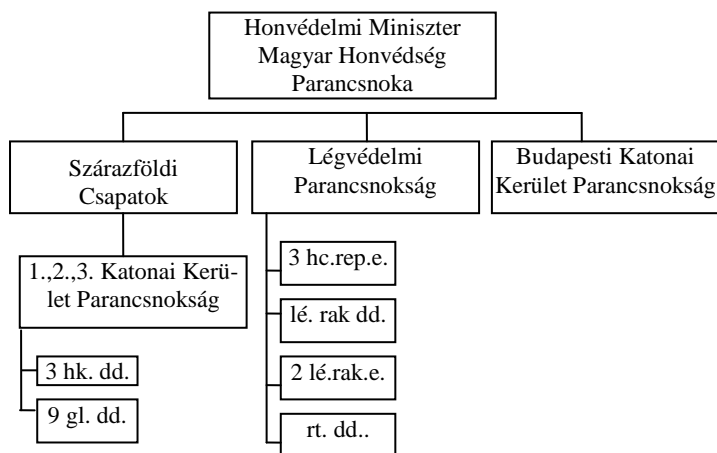 Honvédelmi Miniszter
Magyar Honvédség
Parancsnoka
Szárazföldi
Csapatok
Légvédelmi
Parancsnokság
Budapesti Katonai
Kerület Parancsnokság
1.,2.,3. Katonai Kerü-
let Parancsnokság
3 hk. dd.
9 gl. dd.
3 hc.rep.e.
lé. rak dd.
2 lé.rak.e.
rt. dd..